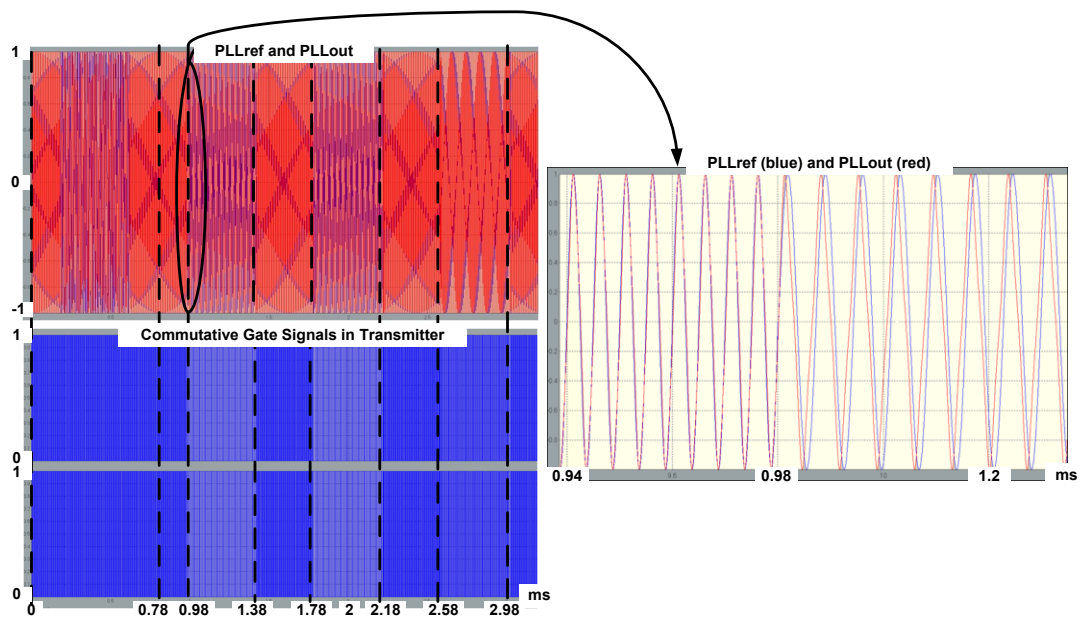 PLLref and PLLout
1
0
-1
Commutative Gate Signals in Transmitter
1
0
1
0
ms
0 0.78 0.98 1.38 1.78 2 2.18 2.58 2.98
PLLref (blue) and PLLout (red)
0.94 0.98 1.2 ms